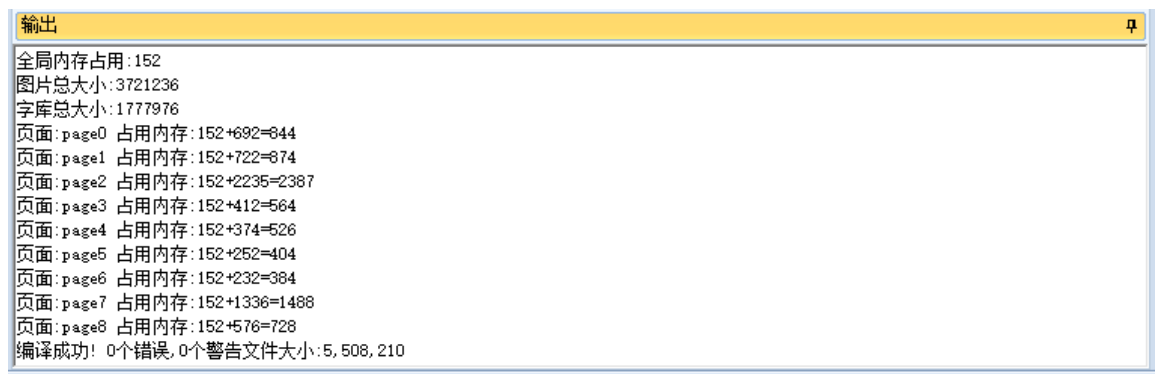 输出
全局内存占用:152
图片总大小:3721236
字库总大小:1777976
页面:page0 占用内存:152+692=844
页面:page1 占用内存:152+722=874
页面:page2 占用内存:152+2235=2387
页面:page3 占用内存:152+412=564
页面:page4 占用内存:152+374=526
页面:page5 占用内存:152+252=404
页面:page6 占用内存:152+232=384
页面:page7 占用内存:152+1336=1488
页面:page8 占用内存:152+576=728
编译成功! 0个错误,0个警告文件大小:5,508,210